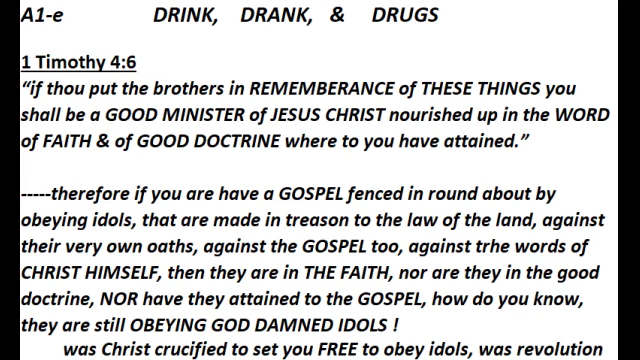 A1-e DRINK, DRANK, & DRUGS
1 Timothy 4:6
“if thou put the brothers in REMEMBERANCE of THESE THINGS you
shall be a GOOD MINISTER of JESUS CHRIST nourished up in the WORD
of FAITH & of GOOD DOCTRINE where to you have attained.”
-----therefore if you are have a GOSPEL fenced in round about by
obeying idols, that are made in treason to the law of the land, against
their very own oaths, against the GOSPEL too, against trhe words of
CHRIST HIMSELF, then they are in THE FAITH, nor are they in the good
doctrine, NOR have they attained to the GOSPEL, how do you know,
they are still OBEYING GOD DAMNED IDOLS !
was Christ crucified to set you FREE to obey idols, was revolution